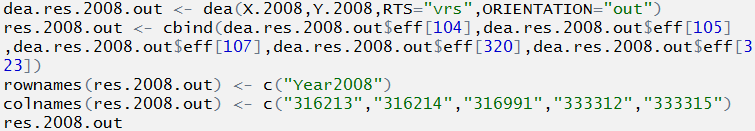 dea.res.2008.out <- dea(X.2008,Y.2008,RTS="vrs",ORIENTATION="out")
res.2008.out <- cbind(dea.res.2008.out$eff[104],dea.res.2008.out$eff[105]
,dea.res.2008.out$eff[107],dea.res.2008.out$eff[320],dea.res.2008.out$eff[3
23])
rownames(res.2008.out) <- c("Year2008")
colnames(res.2008.out) <- c("316213","316214","316991","333312","333315")
res.2008.out